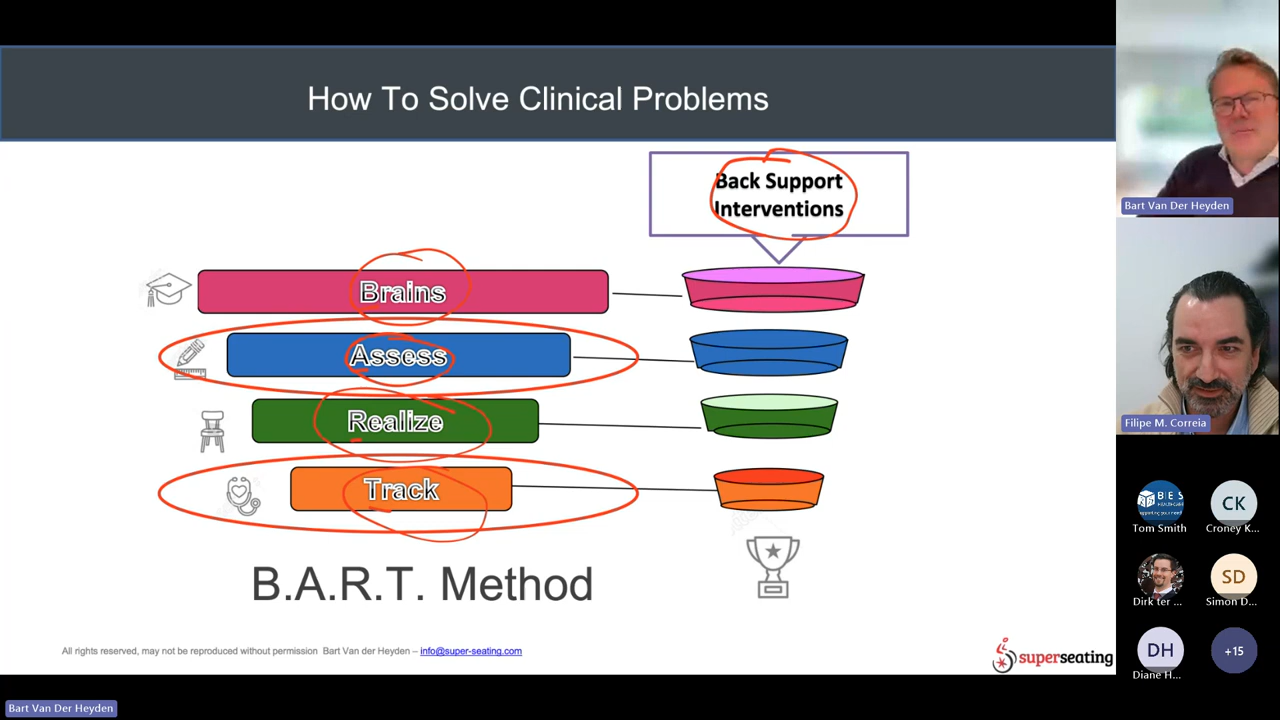 How To Solve Clinical Problems
Back Support
Interventions
Brains
Assess
Realize
Track
B.A.R.T. Method
All rights reserved, may not be reproduced without permission Bart Van der Heyden – info@super-seating.com
superseating
Bart Van Der Heyden
Filipe M. Correia
BES
HEALTHCARE
Tom Smith
CK
Croney K...
Dirk ter ...
SD
Simon D...
DH
Diane H...
+15
Bart Van Der Heyden